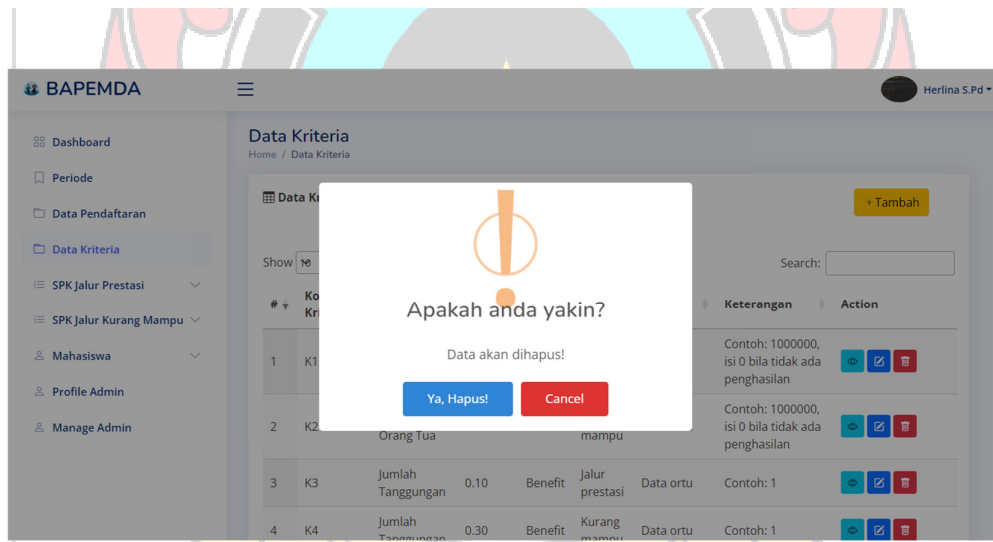 BAPEMDA
Herlina S.Pd
Dashboard
Periode
Data Pendaftaran
Data Kriteria
SPK Jalur Prestasi
SPK Jalur Kurang Mampu
Mahasiswa
Profile Admin
Manage Admin
Data Kriteria
Home / Data Kriteria
Data
+ Tambah
Show 10
Search:
# Keterangan Action
1 K1 Contoh: 1000000,
isi 0 bila tidak ada
penghasilan
2 K2 Orang Tua mampu Contoh: 1000000,
isi 0 bila tidak ada
penghasilan
3 K3 Jumlah Tanggungan 0.10 Benefit Jalur prestasi Data ortu Contoh: 1
4 K4 Jumlah Tanggungan 0.30 Benefit Kurang mampu Data ortu Contoh: 1
Apakah anda yakin?
Data akan dihapus!
Ya, Hapus!
Cancel